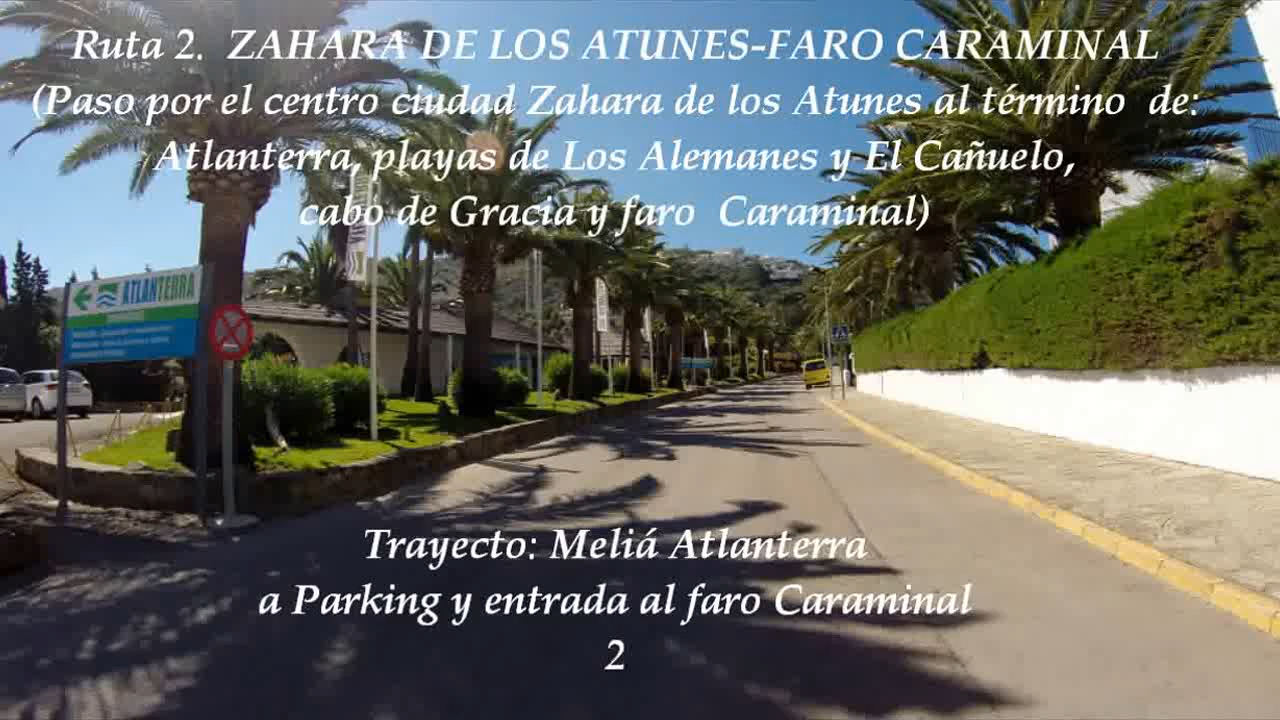 Ruta 2. ZAHARA DE LOS ATUNES-FARO CARAMINAL
(Paso por el centro ciudad Zahara de los Atunes al término de:
Atlanterra, playas de Los Alemanes y El Cañuelo,
cabo de Gracia y faro Caraminal)
ATLANTERRA
Trayecto: Meliá Atlanterra
a Parking y entrada al faro Caraminal
2